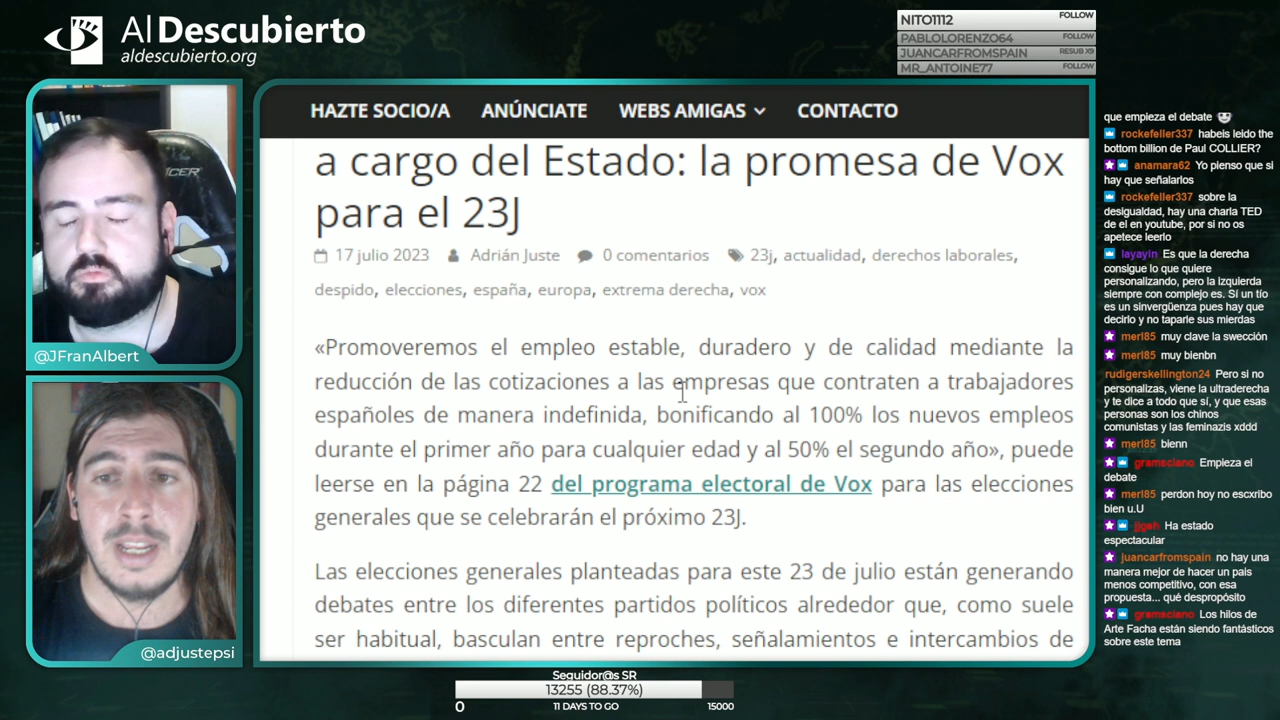 Al Descubierto
aldescubierto.org
NITO1112 FOLLOW
PABLOLORENZO64 FOLLOW
JUANCARFROMSPAIN RESUB X9
MR_ANTOINE77 FOLLOW
HAZTE SOCIO/A ANÚNCIATE WEBS AMIGAS CONTACTO
a cargo del Estado: la promesa de Vox
para el 23J
17 julio 2023 Adrián Juste 0 comentarios 23j, actualidad, derechos laborales,
despido, elecciones, españa, europa, extrema derecha, vox
«Promoveremos el empleo estable, duradero y de calidad mediante la
reducción de las cotizaciones a las empresas que contraten a trabajadores
españoles de manera indefinida, bonificando al 100% los nuevos empleos
durante el primer año para cualquier edad y al 50% el segundo año», puede
leerse en la página 22 del programa electoral de Vox para las elecciones
generales que se celebrarán el próximo 23J.
Las elecciones generales planteadas para este 23 de julio están generando
debates entre los diferentes partidos políticos alrededor que, como suele
ser habitual, basculan entre reproches, señalamientos e intercambios de
@JFranAlbert
@adjustepsi
que empieza el debate
rockefeller337 habeis leido the
bottom billion de Paul COLLIER?
anamara62 Yo pienso que si
hay que señalarlos
rockefeller337 sobre la
desigualdad, hay una charla TED
de el en youtube, por si no os
apetece leerlo
layayin Es que la derecha
consigue lo que quiere
personalizando, pero la izquierda
siempre con complejo es. Sí un tío
es un sinvergüenza pues hay que
decirlo y no taparle sus mierdas
merl85 muy clave la swección
merl85 muy bienbn
rudigerskellington24 Pero si no
personalizas, viene la ultraderecha
y te dice a todo que sí, y que esas
personas son los chinos
comunistas y las feminazis xddd
merl85 bienn
gramsciano Empieza el
debate
merl85 perdon hoy no escxribo
bien u.U
Ha estado
espectacular
juancarfromspain no hay una
manera mejor de hacer un pais
menos competitivo, con esa
propuesta... qué despropósito
gramsciano Los hilos de
Arte Facha están siendo fantásticos
sobre este tema
Seguidor@s SR
13255 (88.37%)
0 11 DAYS TO GO 15000